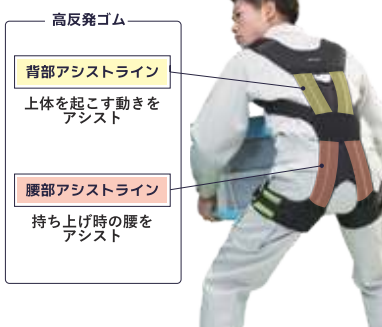 高反発ゴム
背部アシストライン
上体を起こす動きを
アシスト
腰部アシストライン
持ち上げ時の腰を
アシスト